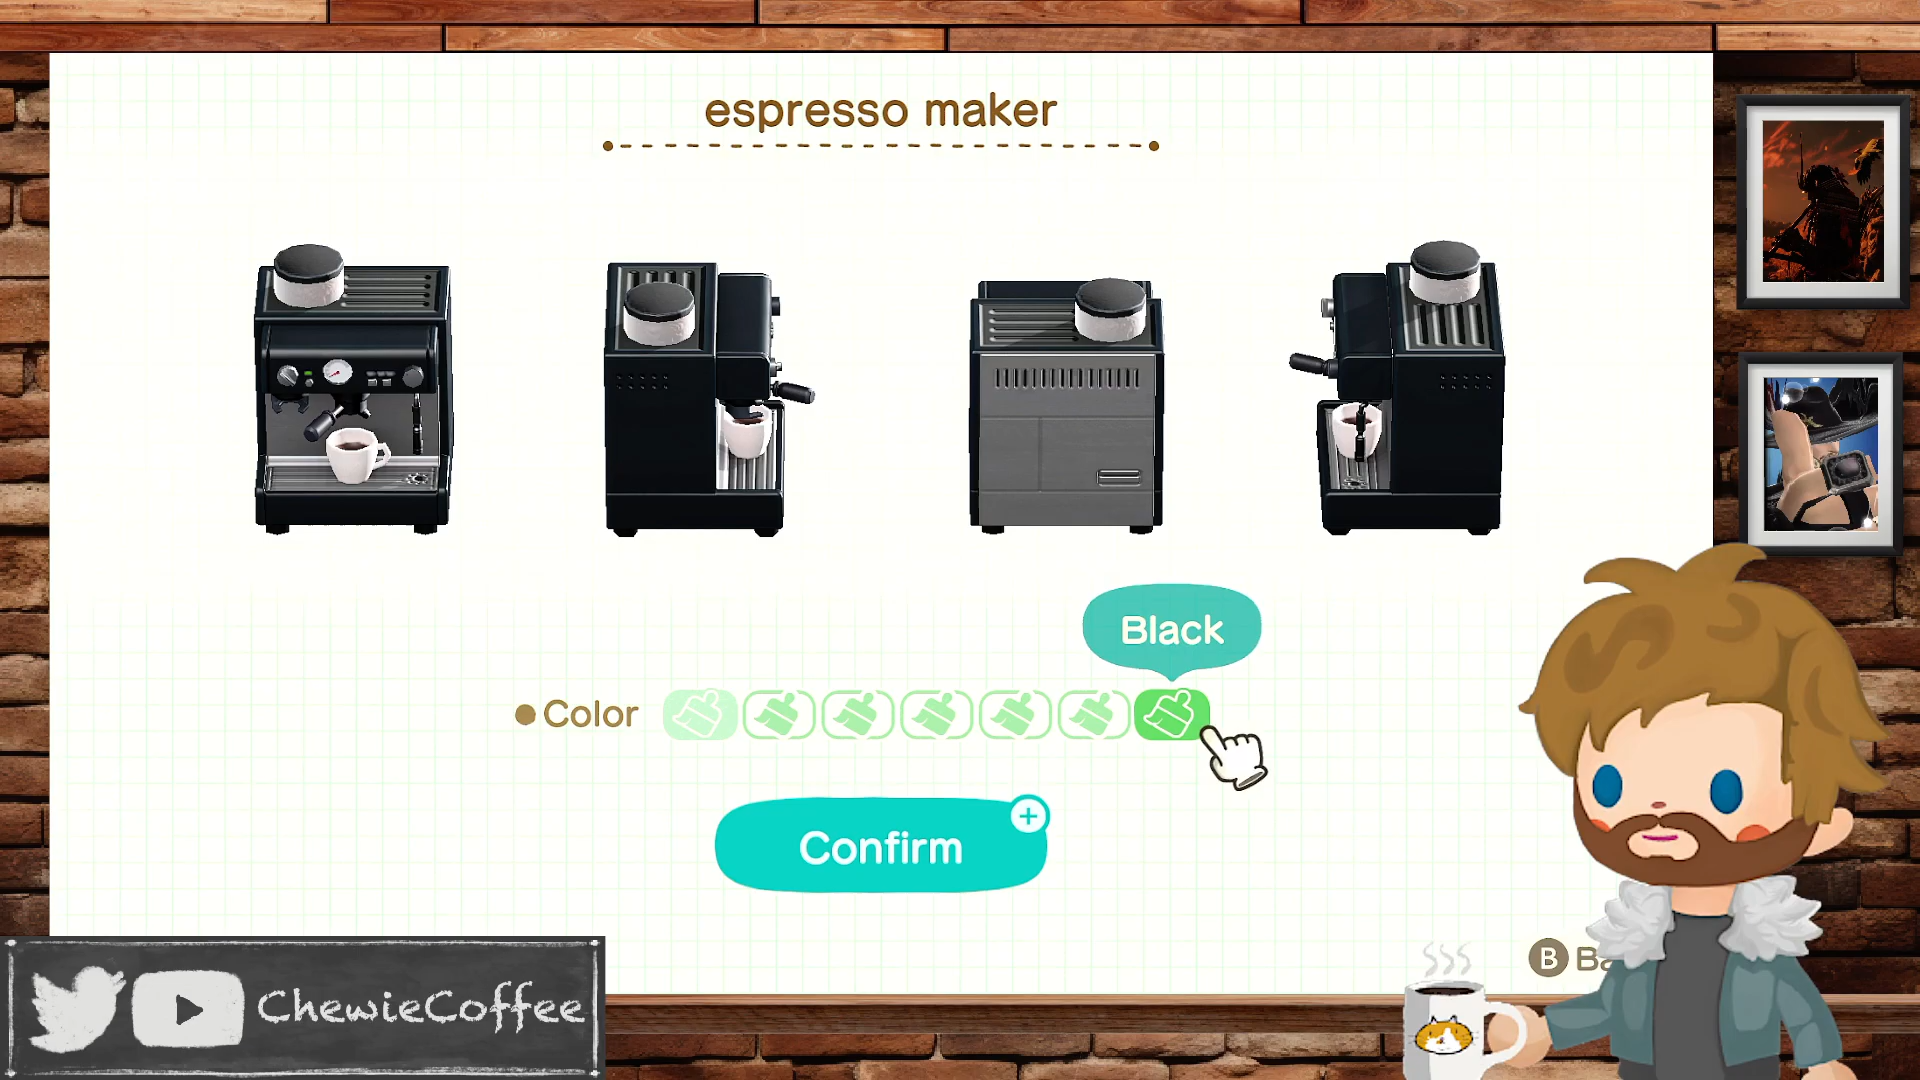 espresso maker
Black
Color
Confirm
B
ChewieCoffee